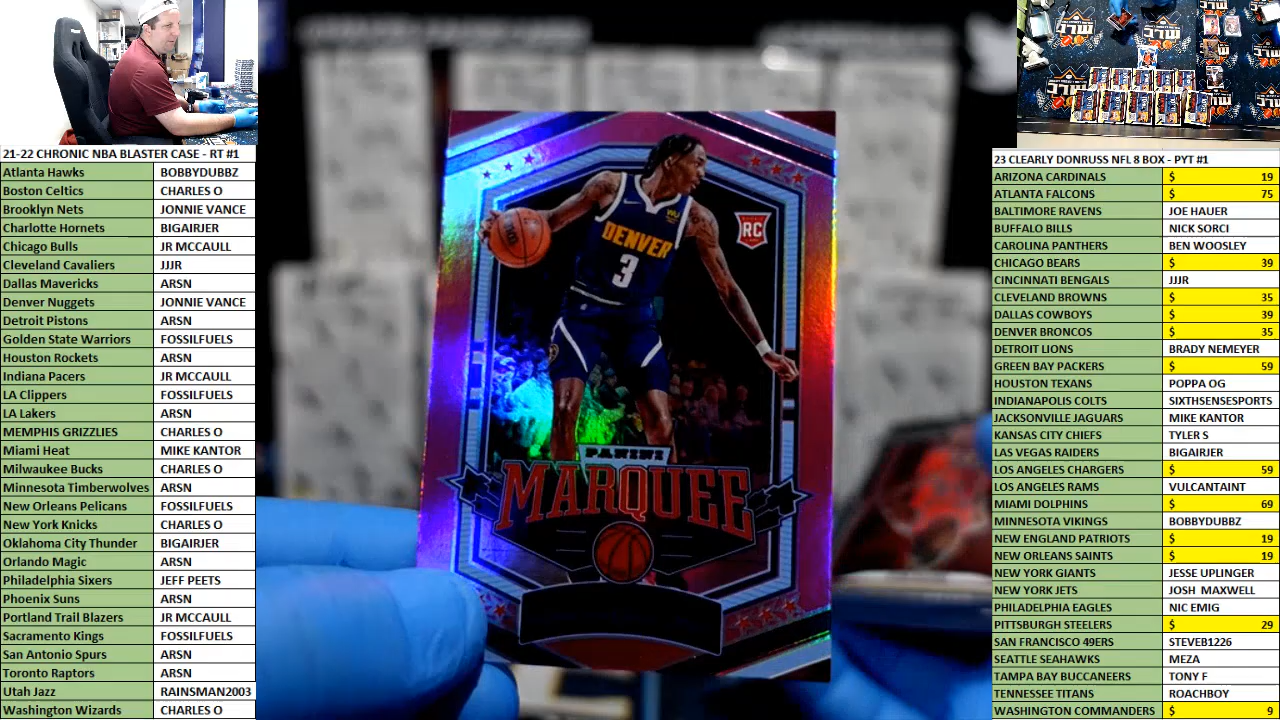 21-22 CHRONIC NBA BLASTER CASE - RT #1
Atlanta Hawks BOBBYDUBBZ
Boston Celtics CHARLES O
Brooklyn Nets JONNIE VANCE
Charlotte Hornets BIGAIRJER
Chicago Bulls JR MCCAULL
Cleveland Cavaliers JJJR
Dallas Mavericks ARSN
Denver Nuggets JONNIE VANCE
Detroit Pistons ARSN
Golden State Warriors FOSSILFUELS
Houston Rockets ARSN
Indiana Pacers JR MCCAULL
LA Clippers FOSSILFUELS
LA Lakers ARSN
MEMPHIS GRIZZLIES CHARLES O
Miami Heat MIKE KANTOR
Milwaukee Bucks CHARLES O
Minnesota Timberwolves ARSN
New Orleans Pelicans FOSSILFUELS
New York Knicks CHARLES O
Oklahoma City Thunder BIGAIRJER
Orlando Magic ARSN
Philadelphia Sixers JEFF PEETS
Phoenix Suns ARSN
Portland Trail Blazers JR MCCAULL
Sacramento Kings FOSSILFUELS
San Antonio Spurs ARSN
Toronto Raptors ARSN
Utah Jazz RAINSMAN2003
Washington Wizards CHARLES O
RC
DENVER
3
PANINI
MARQUEE
23 CLEARLY DONRUSS NFL 8 BOX - PYT #1
ARIZONA CARDINALS $ 19
ATLANTA FALCONS $ 75
BALTIMORE RAVENS JOE HAUER
BUFFALO BILLS NICK SORCI
CAROLINA PANTHERS BEN WOOSLEY
CHICAGO BEARS $ 39
CINCINNATI BENGALS JJJR
CLEVELAND BROWNS $ 35
DALLAS COWBOYS $ 39
DENVER BRONCOS $ 35
DETROIT LIONS BRADY NEMEYER
GREEN BAY PACKERS $ 59
HOUSTON TEXANS POPPA OG
INDIANAPOLIS COLTS SIXTHSENSESPORTS
JACKSONVILLE JAGUARS MIKE KANTOR
KANSAS CITY CHIEFS TYLER S
LAS VEGAS RAIDERS BIGAIRJER
LOS ANGELES CHARGERS $ 59
LOS ANGELES RAMS VULCANTAINT
MIAMI DOLPHINS $ 69
MINNESOTA VIKINGS BOBBYDUBBZ
NEW ENGLAND PATRIOTS $ 19
NEW ORLEANS SAINTS $ 19
NEW YORK GIANTS JESSE UPLINGER
NEW YORK JETS JOSH MAXWELL
PHILADELPHIA EAGLES NIC EMIG
PITTSBURGH STEELERS $ 29
SAN FRANCISCO 49ERS STEVEB1226
SEATTLE SEAHAWKS MEZA
TAMPA BAY BUCCANEERS TONY F
TENNESSEE TITANS ROACHBOY
WASHINGTON COMMANDERS $ 9